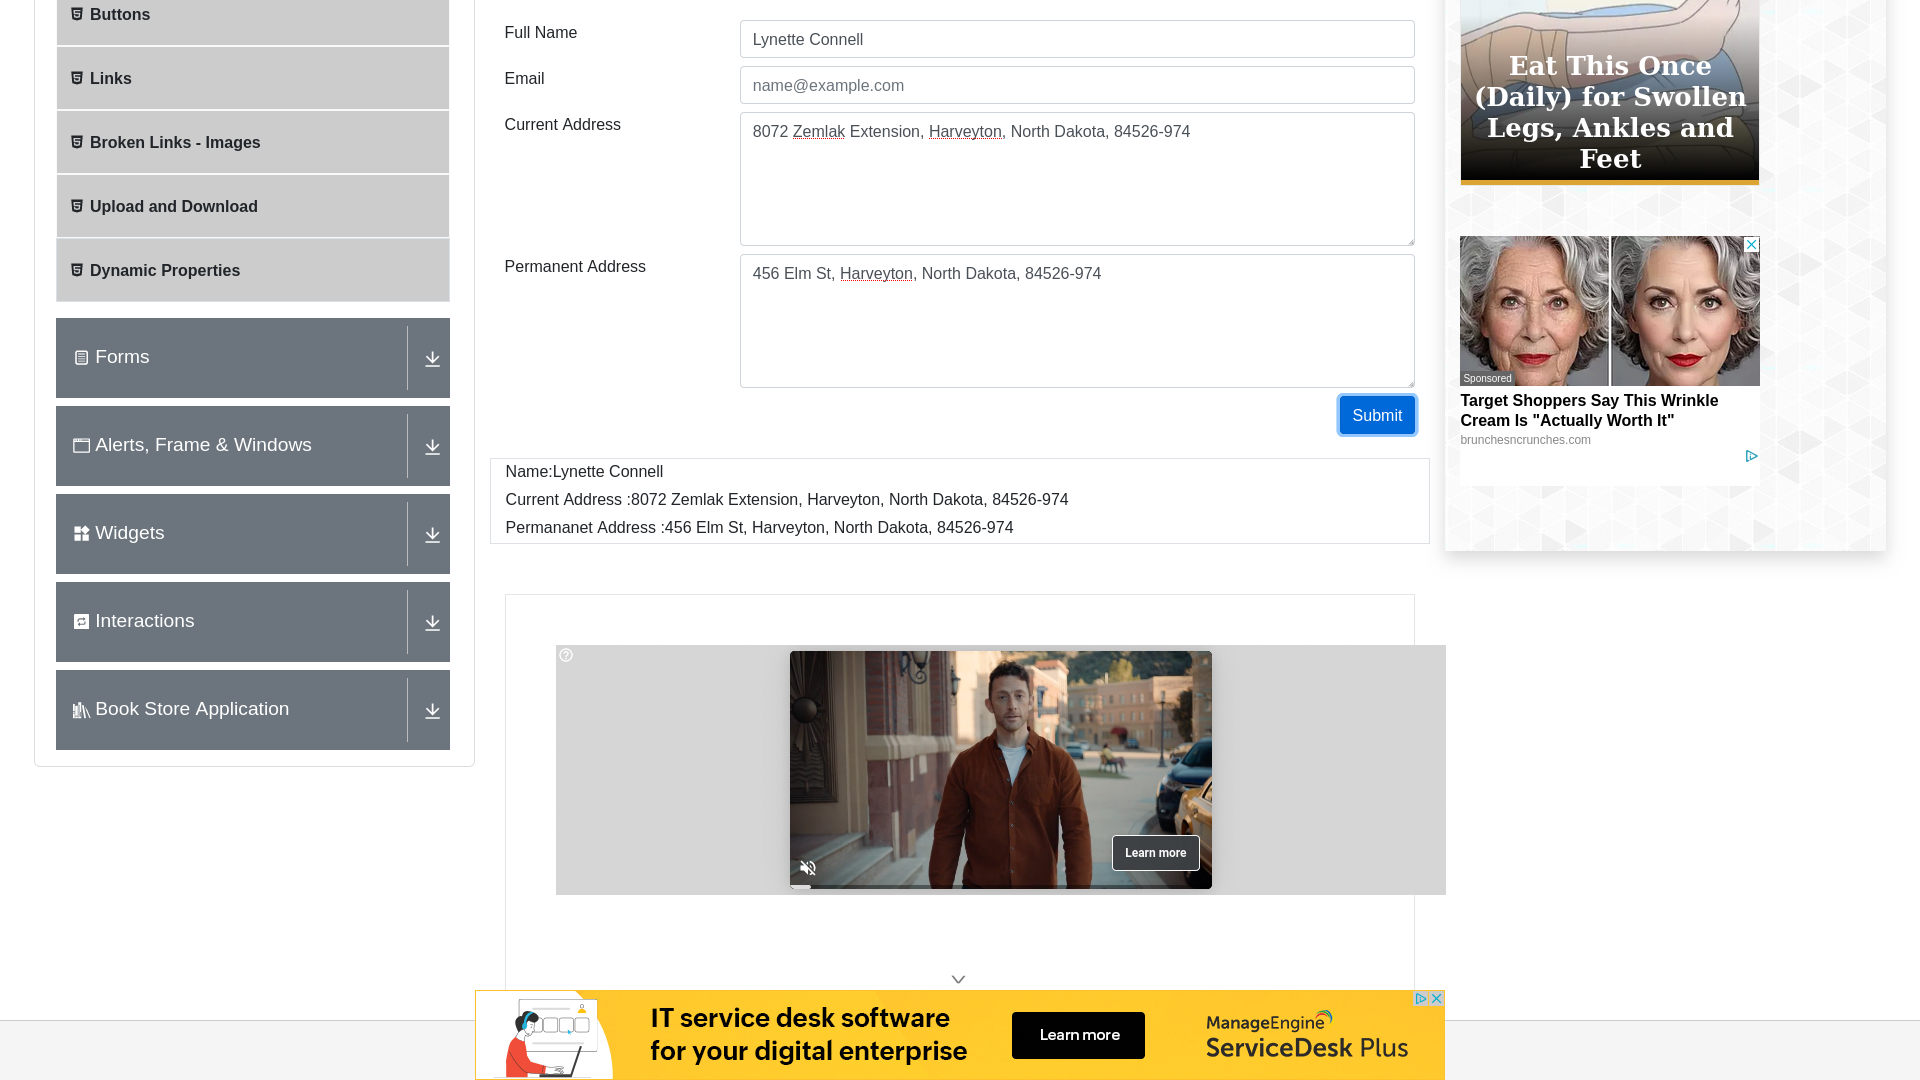 Buttons
Links
Broken Links - Images
Upload and Download
Dynamic Properties
Forms
Alerts, Frame & Windows
Widgets
Interactions
Book Store Application
Full Name
Lynette Connell
Email
name@example.com
Current Address
8072 Zemlak Extension, Harveyton, North Dakota, 84526-974
Permanent Address
456 Elm St, Harveyton, North Dakota, 84526-974
Submit
Name:Lynette Connell
Current Address :8072 Zemlak Extension, Harveyton, North Dakota, 84526-974
Permananet Address :456 Elm St, Harveyton, North Dakota, 84526-974
Learn more
Eat This Once
(Daily) for Swollen
Legs, Ankles and
Feet
Sponsored
Target Shoppers Say This Wrinkle
Cream Is "Actually Worth It"
brunchesncrunches.com
IT service desk software
for your digital enterprise
Learn more
ManageEngine
ServiceDesk Plus